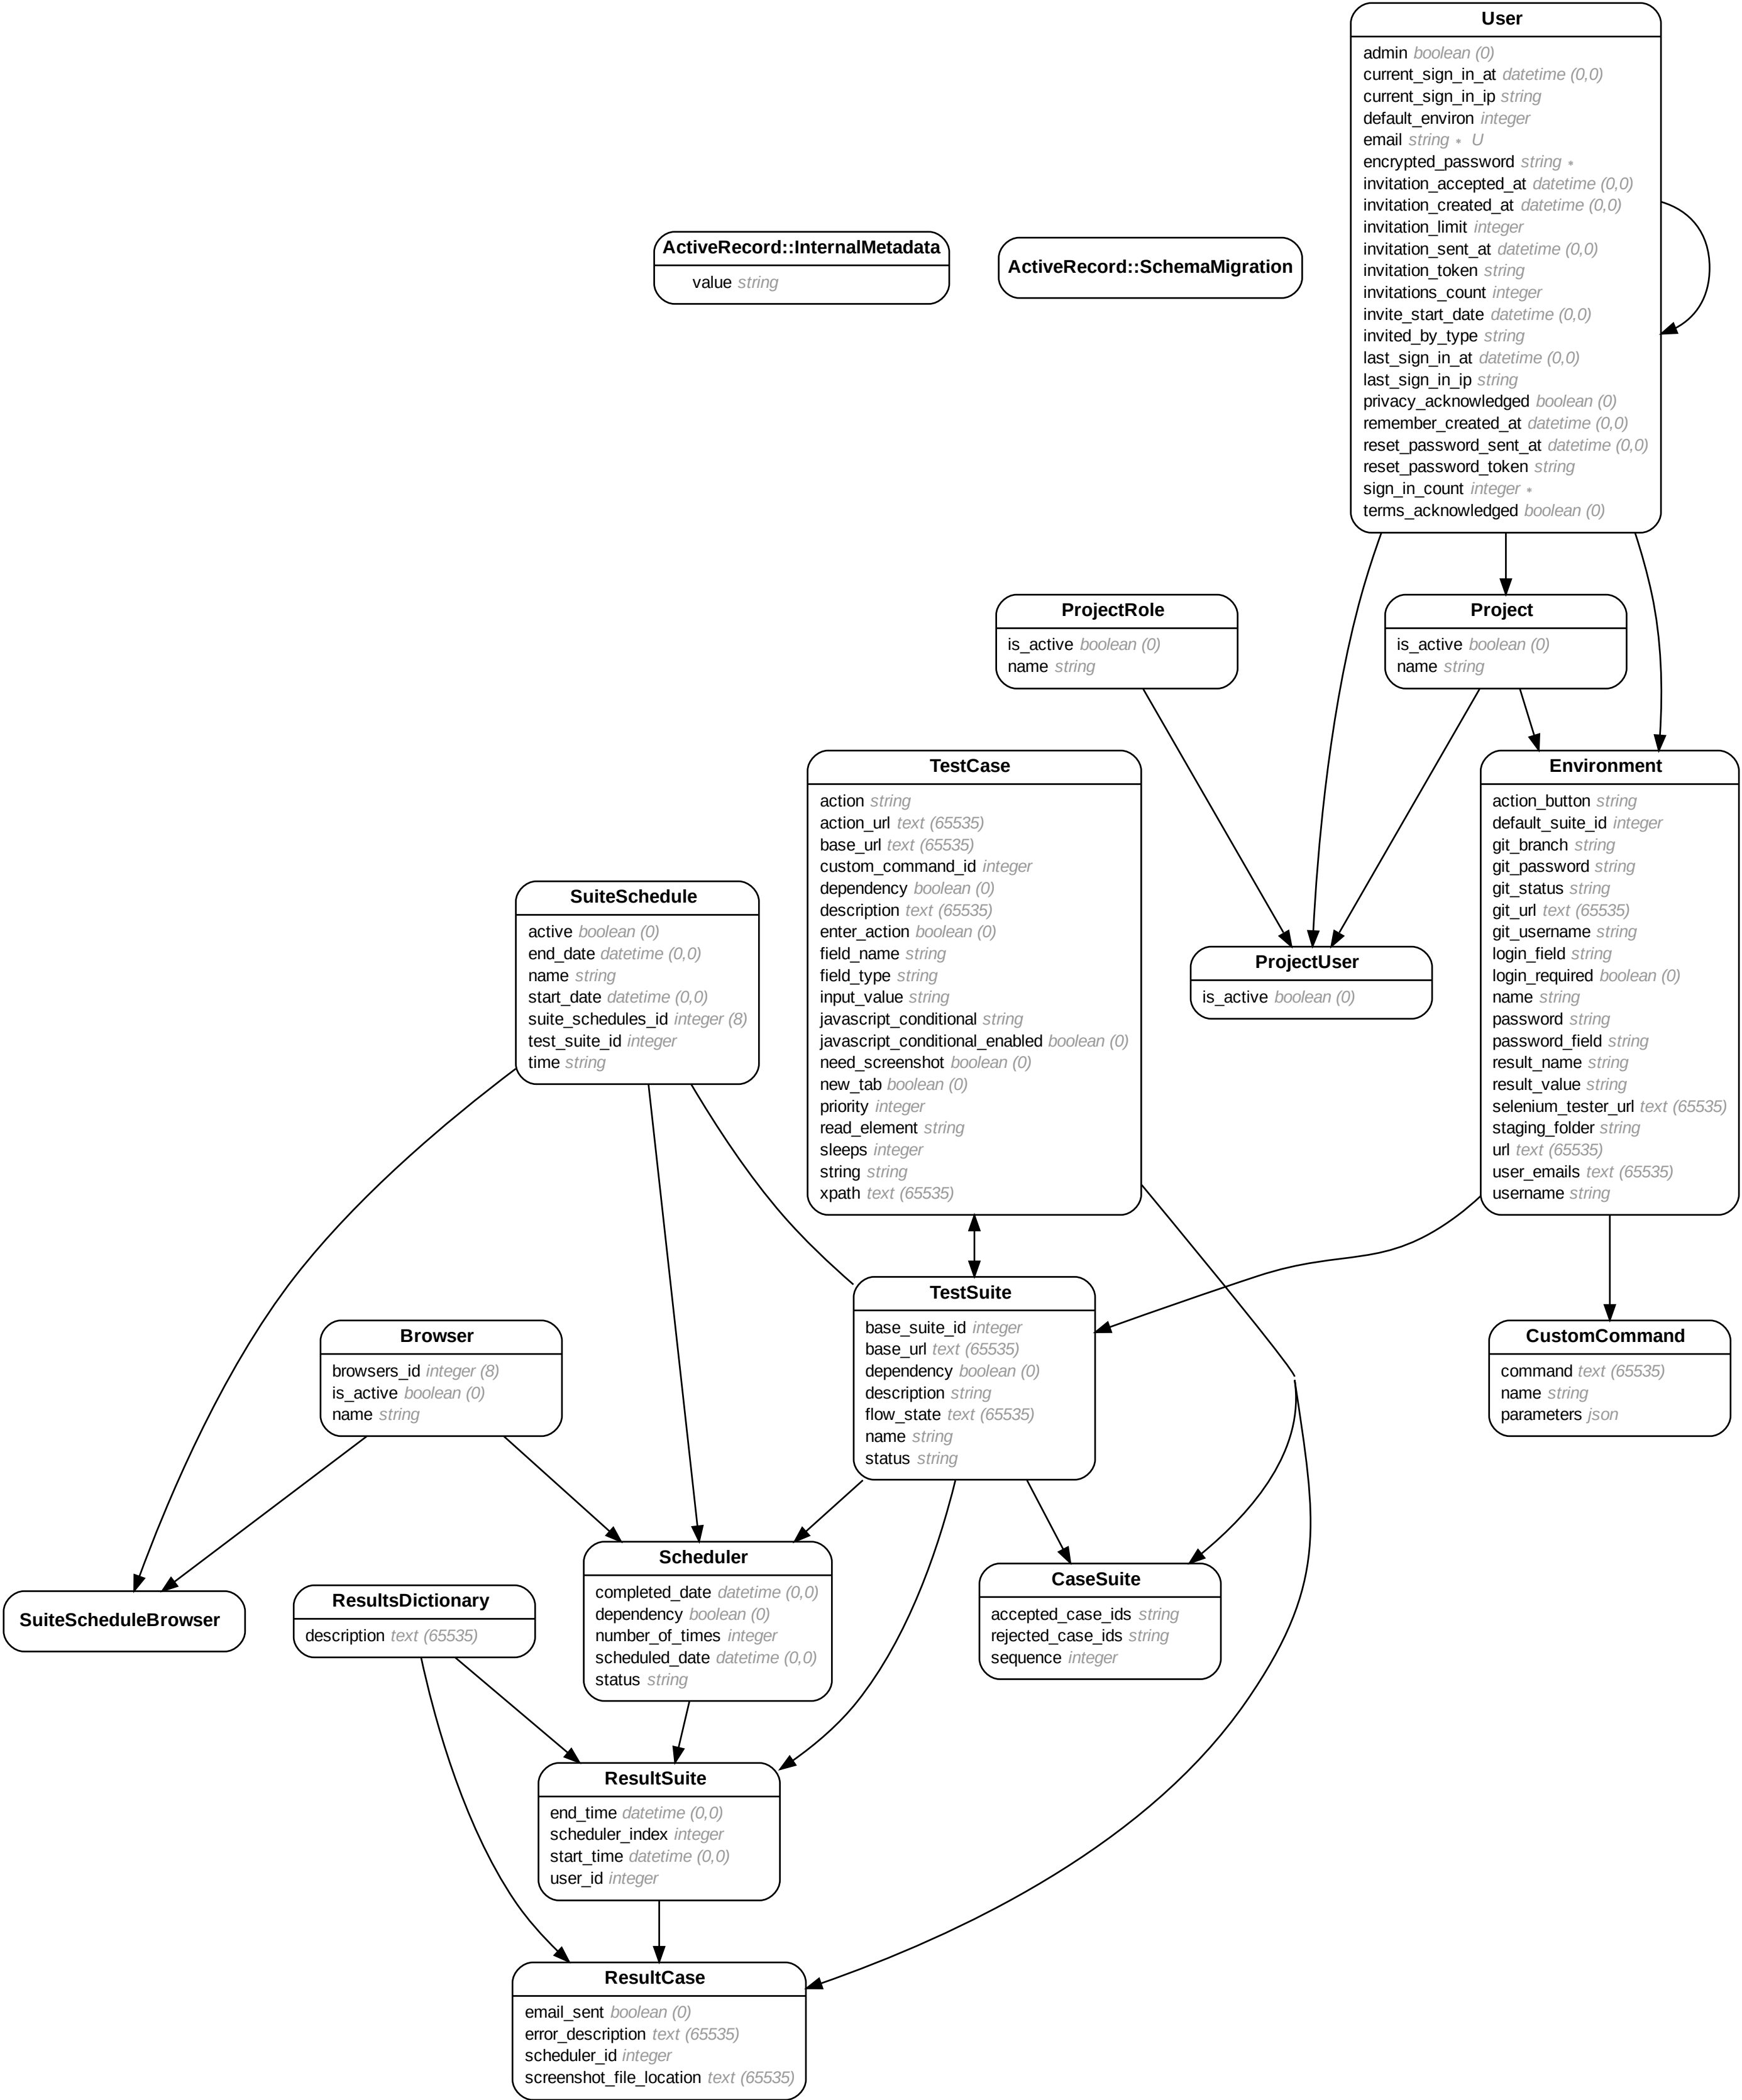 User
admin boolean (0)
current_sign_in_at datetime (0,0)
current_sign_in_ip string
default_environ integer
email string * U
encrypted_password string *
invitation_accepted_at datetime (0,0)
invitation_created_at datetime (0,0)
invitation_limit integer
invitation_sent_at datetime (0,0)
invitation_token string
invitations_count integer
invite_start_date datetime (0,0)
invited_by_type string
last_sign_in_at datetime (0,0)
last_sign_in_ip string
privacy_acknowledged boolean (0)
remember_created_at datetime (0,0)
reset_password_sent_at datetime (0,0)
reset_password_token string
sign_in_count integer *
terms_acknowledged boolean (0)
ActiveRecord::InternalMetadata
value string
ActiveRecord::SchemaMigration
ProjectRole
is_active boolean (0)
name string
Project
is_active boolean (0)
name string
TestCase
action string
action_url text (65535)
base_url text (65535)
custom_command_id integer
dependency boolean (0)
description text (65535)
enter_action boolean (0)
field_name string
field_type string
input_value string
javascript_conditional string
javascript_conditional_enabled boolean (0)
need_screenshot boolean (0)
new_tab boolean (0)
priority integer
read_element string
sleeps integer
string string
xpath text (65535)
Environment
action_button string
default_suite_id integer
git_branch string
git_password string
git_status string
git_url text (65535)
git_username string
login_field string
login_required boolean (0)
name string
password string
password_field string
result_name string
result_value string
selenium_tester_url text (65535)
staging_folder string
url text (65535)
user_emails text (65535)
username string
SuiteSchedule
active boolean (0)
end_date datetime (0,0)
name string
start_date datetime (0,0)
suite_schedules_id integer (8)
test_suite_id integer
time string
ProjectUser
is_active boolean (0)
TestSuite
base_suite_id integer
base_url text (65535)
dependency boolean (0)
description string
flow_state text (65535)
name string
status string
Browser
browsers_id integer (8)
is_active boolean (0)
name string
CustomCommand
command text (65535)
name string
parameters json
Scheduler
completed_date datetime (0,0)
dependency boolean (0)
number_of_times integer
scheduled_date datetime (0,0)
status string
CaseSuite
accepted_case_ids string
rejected_case_ids string
sequence integer
SuiteScheduleBrowser
ResultsDictionary
description text (65535)
ResultSuite
end_time datetime (0,0)
scheduler_index integer
start_time datetime (0,0)
user_id integer
ResultCase
email_sent boolean (0)
error_description text (65535)
scheduler_id integer
screenshot_file_location text (65535)